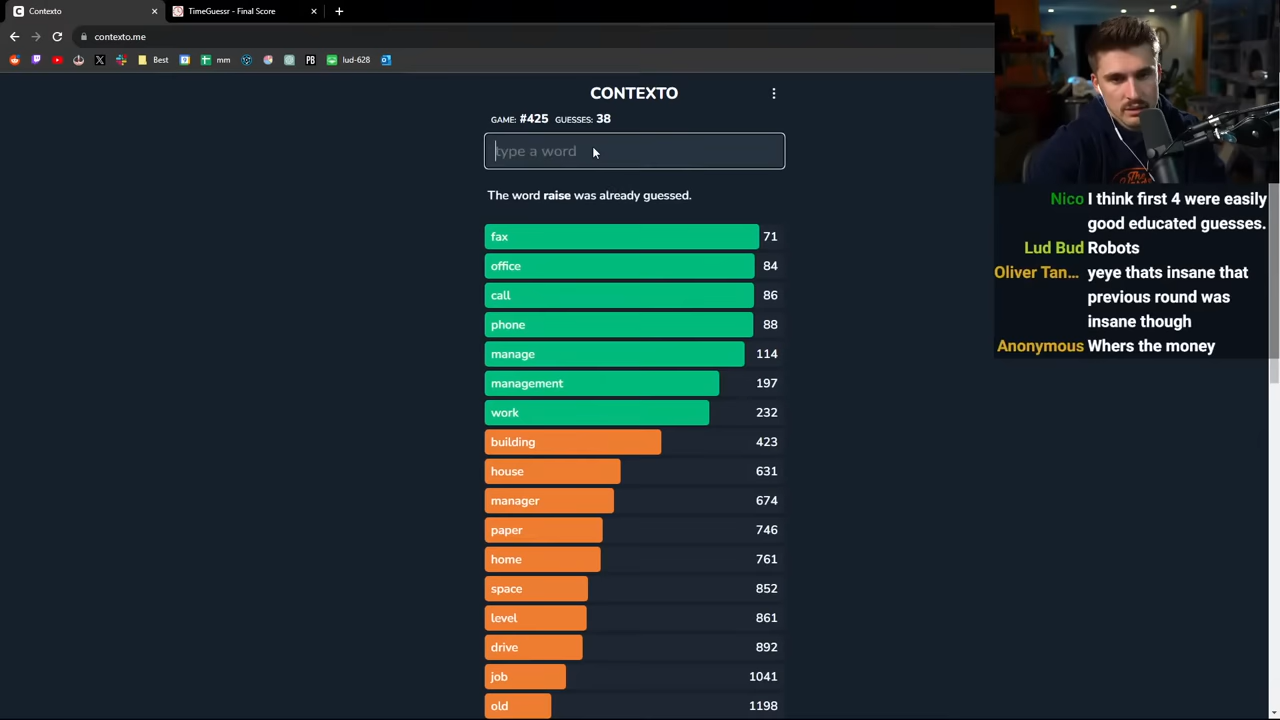 Contexto
TimeGuessr - Final Score
contexto.me
Best
mm
PB
lud-628
CONTEXTO
GAME: #425 GUESSES: 38
type a word
The word raise was already guessed.
fax 71
office 84
call 86
phone 88
manage 114
management 197
work 232
building 423
house 631
manager 674
paper 746
home 761
space 852
level 861
drive 892
job 1041
old 1198
Nico I think first 4 were easily
good educated guesses.
Lud Bud Robots
Oliver Tan... yeye thats insane that
previous round was
insane though
Anonymous Whers the money